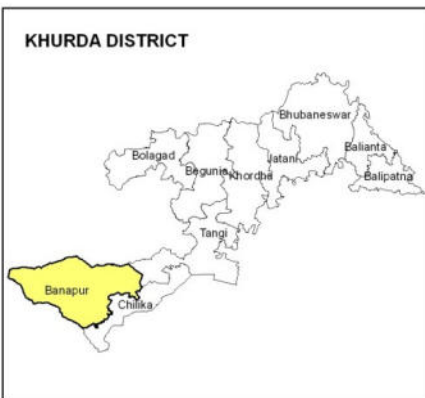 KHURDA DISTRICT
Bhubaneswar
Bolagad
Begunia
Khordha
Jatani
Balianta
Balipatna
Tangi
Banapur
Chilika